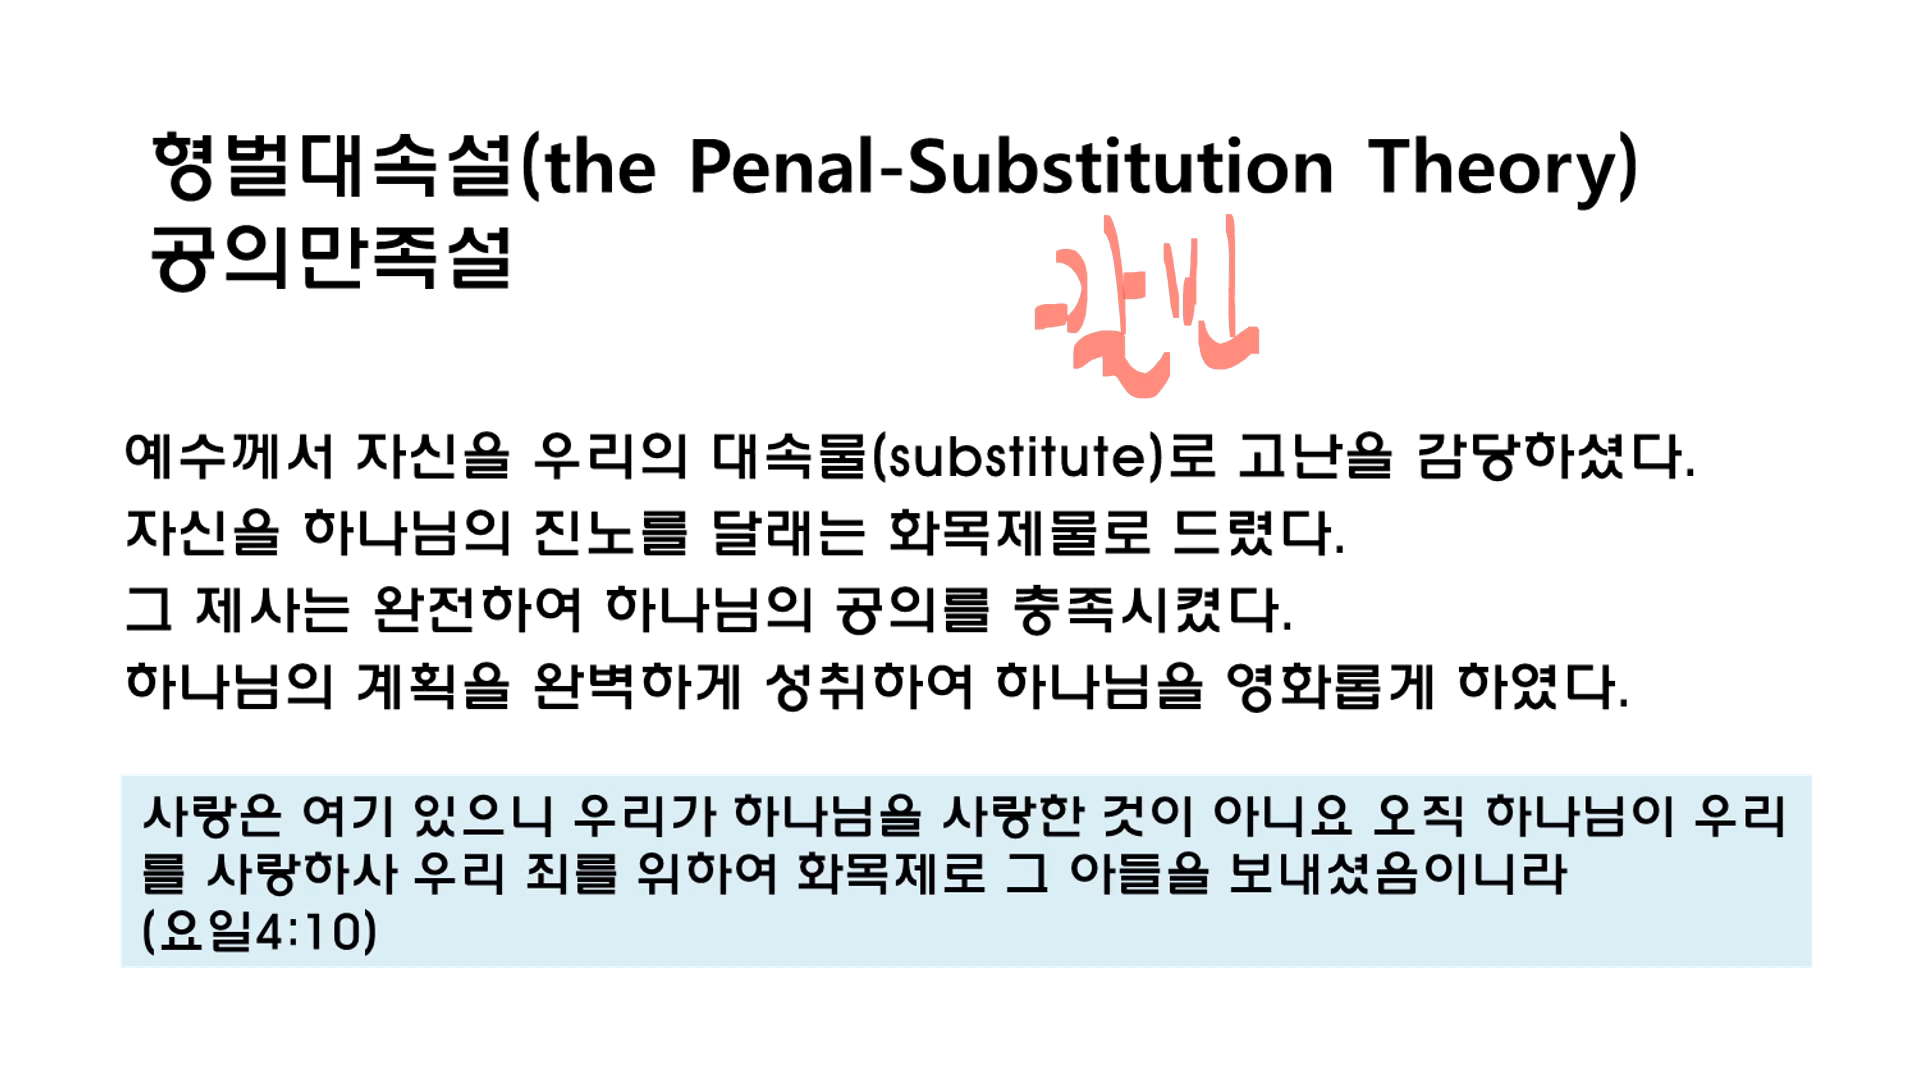 형벌대속설(the Penal-Substitution Theory)
공의만족설
칼빈
예수께서 자신을 우리의 대속물(substitute)로 고난을 감당하셨다.
자신을 하나님의 진노를 달래는 화목제물로 드렸다.
그 제사는 완전하여 하나님의 공의를 충족시켰다.
하나님의 계획을 완벽하게 성취하여 하나님을 영화롭게 하였다.
사랑은 여기 있으니 우리가 하나님을 사랑한 것이 아니요 오직 하나님이 우리
를 사랑하사 우리 죄를 위하여 화목제로 그 아들을 보내셨음이니라
(요일4:10)